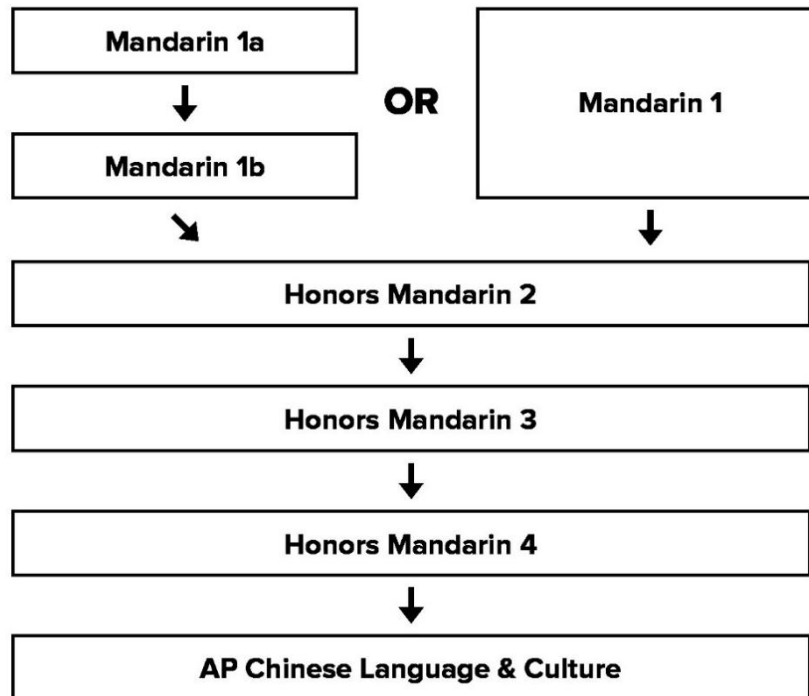 Mandarin 1a
OR
Mandarin 1
Mandarin 1b
Honors Mandarin 2
Honors Mandarin 3
Honors Mandarin 4
AP Chinese Language & Culture